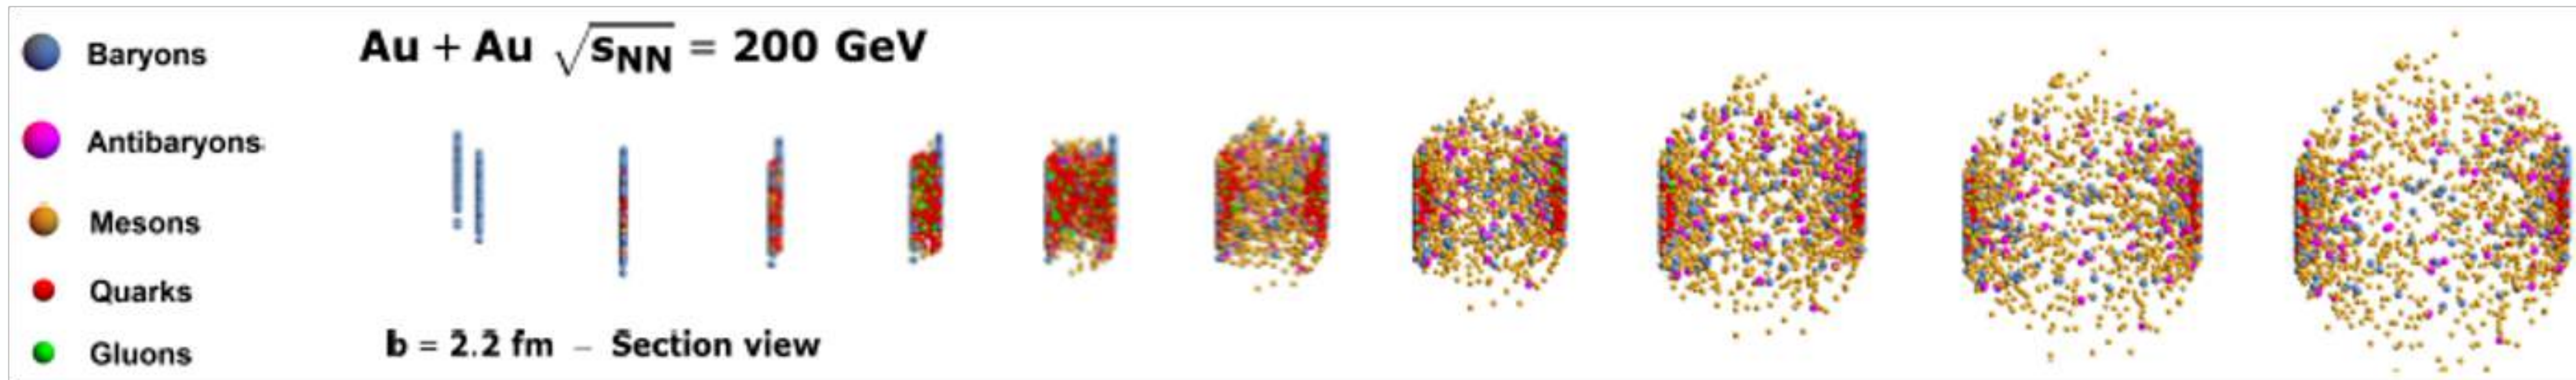 Baryons
Antibaryons
Mesons
Quarks
Gluons
Au + Au √sNN = 200 GeV
b = 2.2 fm – Section view